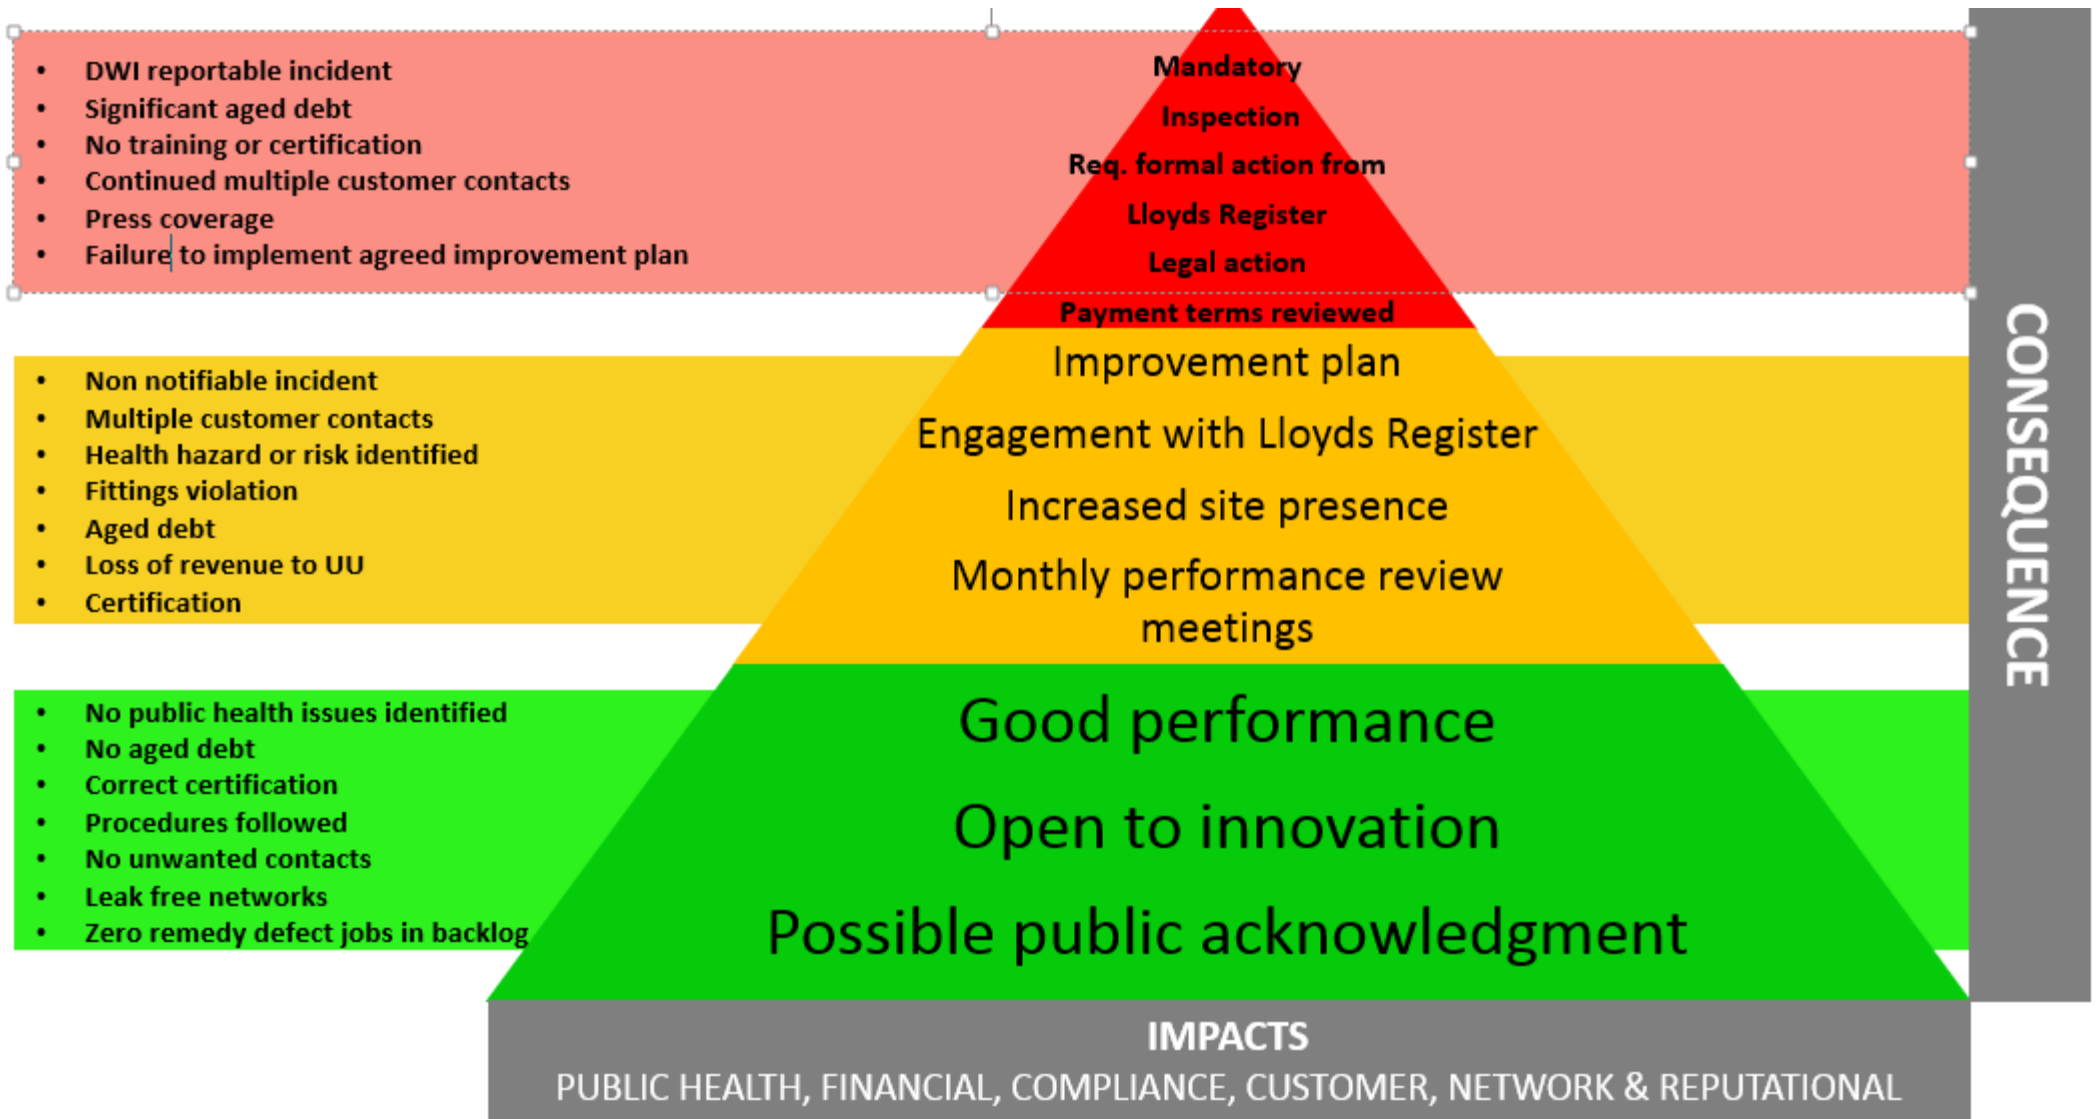 • DWI reportable incident
• Significant aged debt
• No training or certification
• Continued multiple customer contacts
• Press coverage
• Failure to implement agreed improvement plan
Mandatory
Inspection
Req. formal action from
Lloyds Register
Legal action
Payment terms reviewed
• Non notifiable incident
• Multiple customer contacts
• Health hazard or risk identified
• Fittings violation
• Aged debt
• Loss of revenue to UU
• Certification
Improvement plan
Engagement with Lloyds Register
Increased site presence
Monthly performance review
meetings
• No public health issues identified
• No aged debt
• Correct certification
• Procedures followed
• No unwanted contacts
• Leak free networks
• Zero remedy defect jobs in backlog
Good performance
Open to innovation
Possible public acknowledgment
CONSEQUENCE
IMPACTS
PUBLIC HEALTH, FINANCIAL, COMPLIANCE, CUSTOMER, NETWORK & REPUTATIONAL